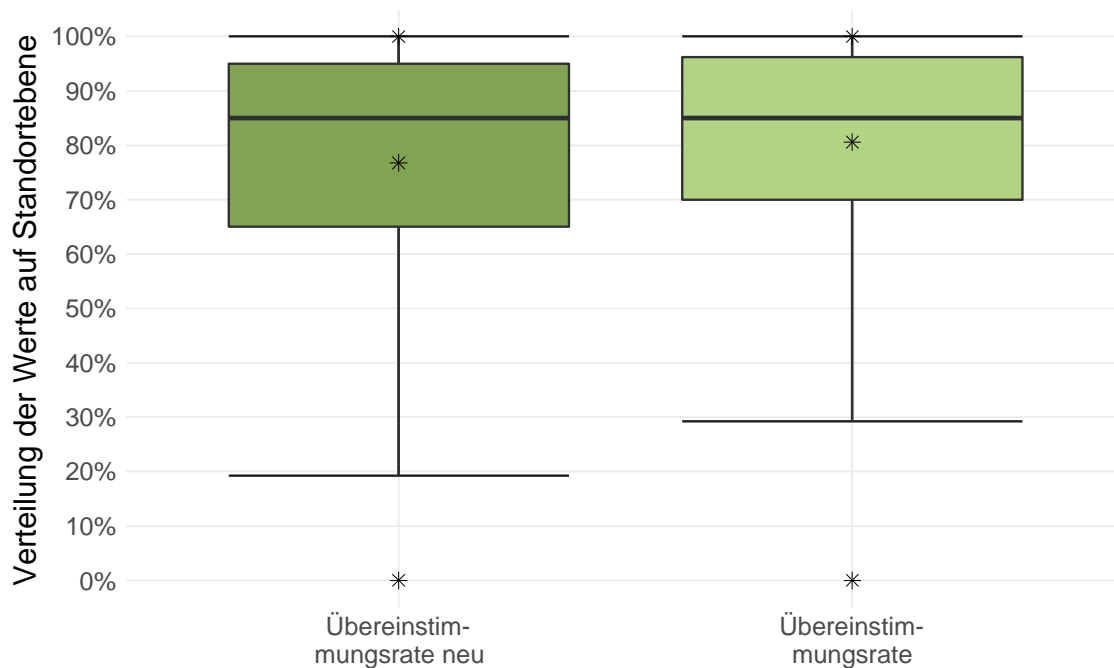 Verteilung der Werte auf Standortebene
100%
90%
80%
70%
60%
50%
40%
30%
20%
10%
0%
Übereinstim-
mungsrate neu
Übereinstim-
mungsrate